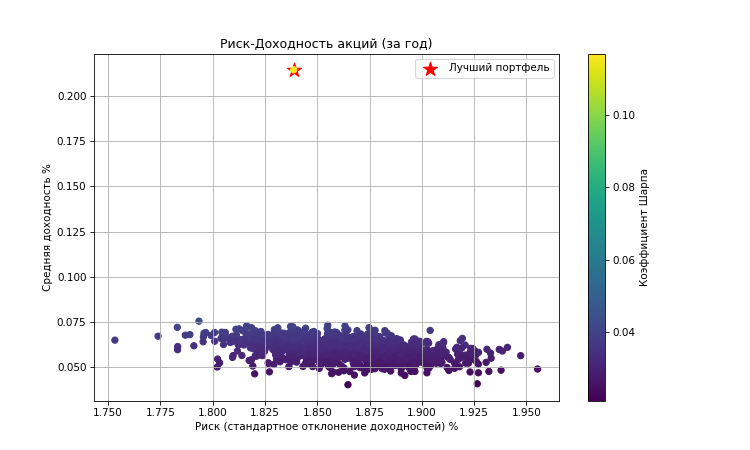 Риск-Доходность акций (за год)
Лучший портфель
Средняя доходность %
0.200
0.175
0.150
0.125
0.100
0.075
0.050
1.750 1.775 1.800 1.825 1.850 1.875 1.900 1.925 1.950
Риск (стандартное отклонение доходностей) %
0.10
0.08
0.06
0.04
Коэффициент Шарпа